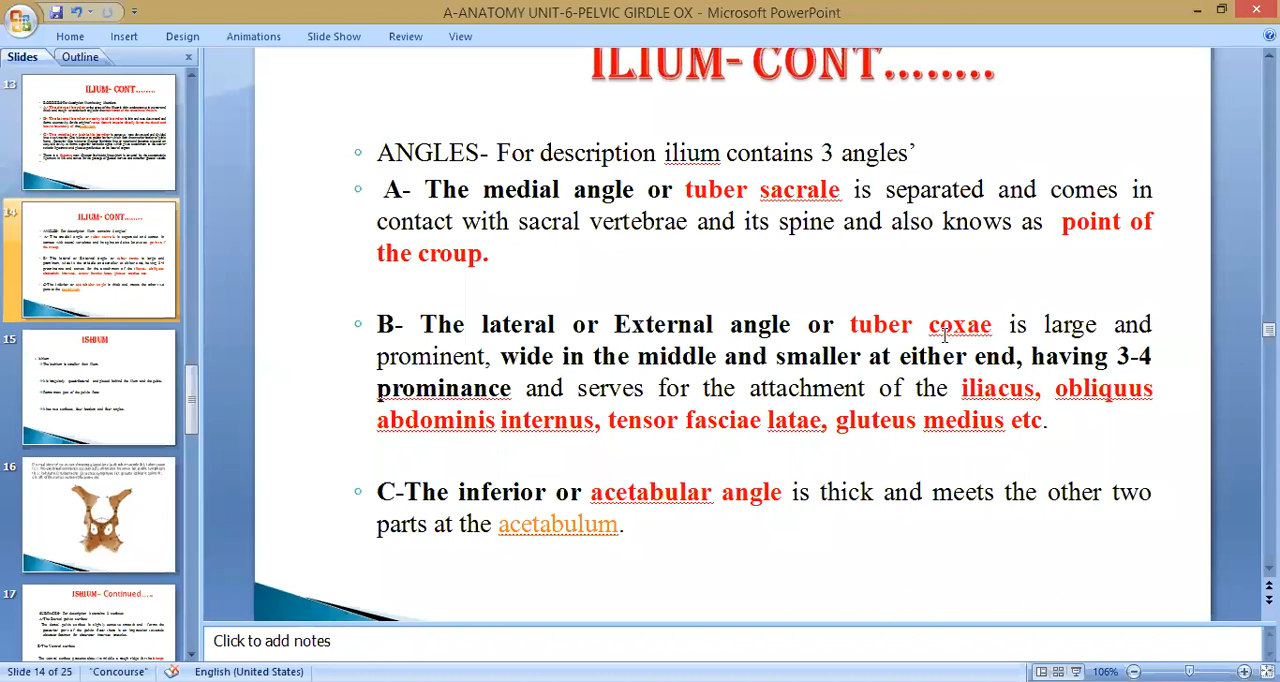 A-ANATOMY UNIT-6-PELVIC GIRDLE OX - Microsoft PowerPoint
Home Insert Design Animations Slide Show Review View
Slides Outline
13
ILIUM- CONT........
14
ILIUM- CONT........
15
ISHIUM
16
17
ISHIUM- Continued.....
ILIUM- CONT........
ANGLES- For description ilium contains 3 angles’
A- The medial angle or tuber sacrale is separated and comes in
contact with sacral vertebrae and its spine and also knows as point of
the croup.
B- The lateral or External angle or tuber coxae is large and
prominent, wide in the middle and smaller at either end, having 3-4
prominance and serves for the attachment of the iliacus, obliquus
abdominis internus, tensor fasciae latae, gluteus medius etc.
C-The inferior or acetabular angle is thick and meets the other two
parts at the acetabulum.
Click to add notes
Slide 14 of 25 "Concourse" English (United States) 106%